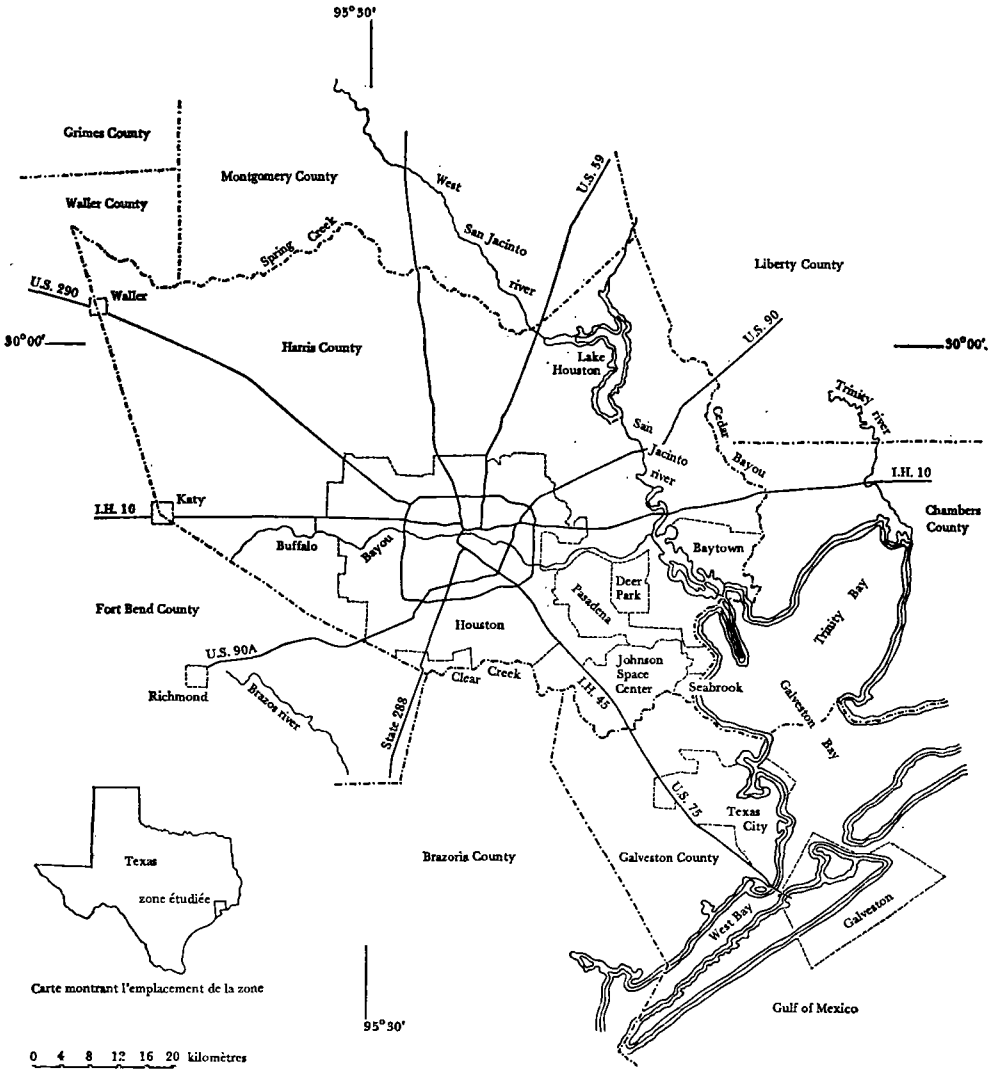 95°30'
Grimes County
Montgomery County
Waller County
West
San Jacinto
river
U.S. 59
Spring Creek
Liberty County
U.S. 290
Waller
30°00'
Harris County
Lake
Houston
U.S. 90
30°00'.
Trinity river
San
Jacinto
river
Cedar
Bayou
I.H. 10
Katy
I.H. 10
Chambers
County
Buffalo
Bayou
Baytown
Deer
Park
Pasadena
Trinity Bay
Fort Bend County
Houston
U.S. 90A
Johnson
Space
Center
Clear Creek
Seabrook
Richmond
Brazos river
State 288
I.H. 45
Galveston
Bay
U.S. 75
Texas
City
Texas
zone étudiée
Brazoris County
Galveston County
West Bay
Galveston
Carte montrant l'emplacement de la zone
Gulf of Mexico
95°30'
0 4 8 12 16 20 kilomètres